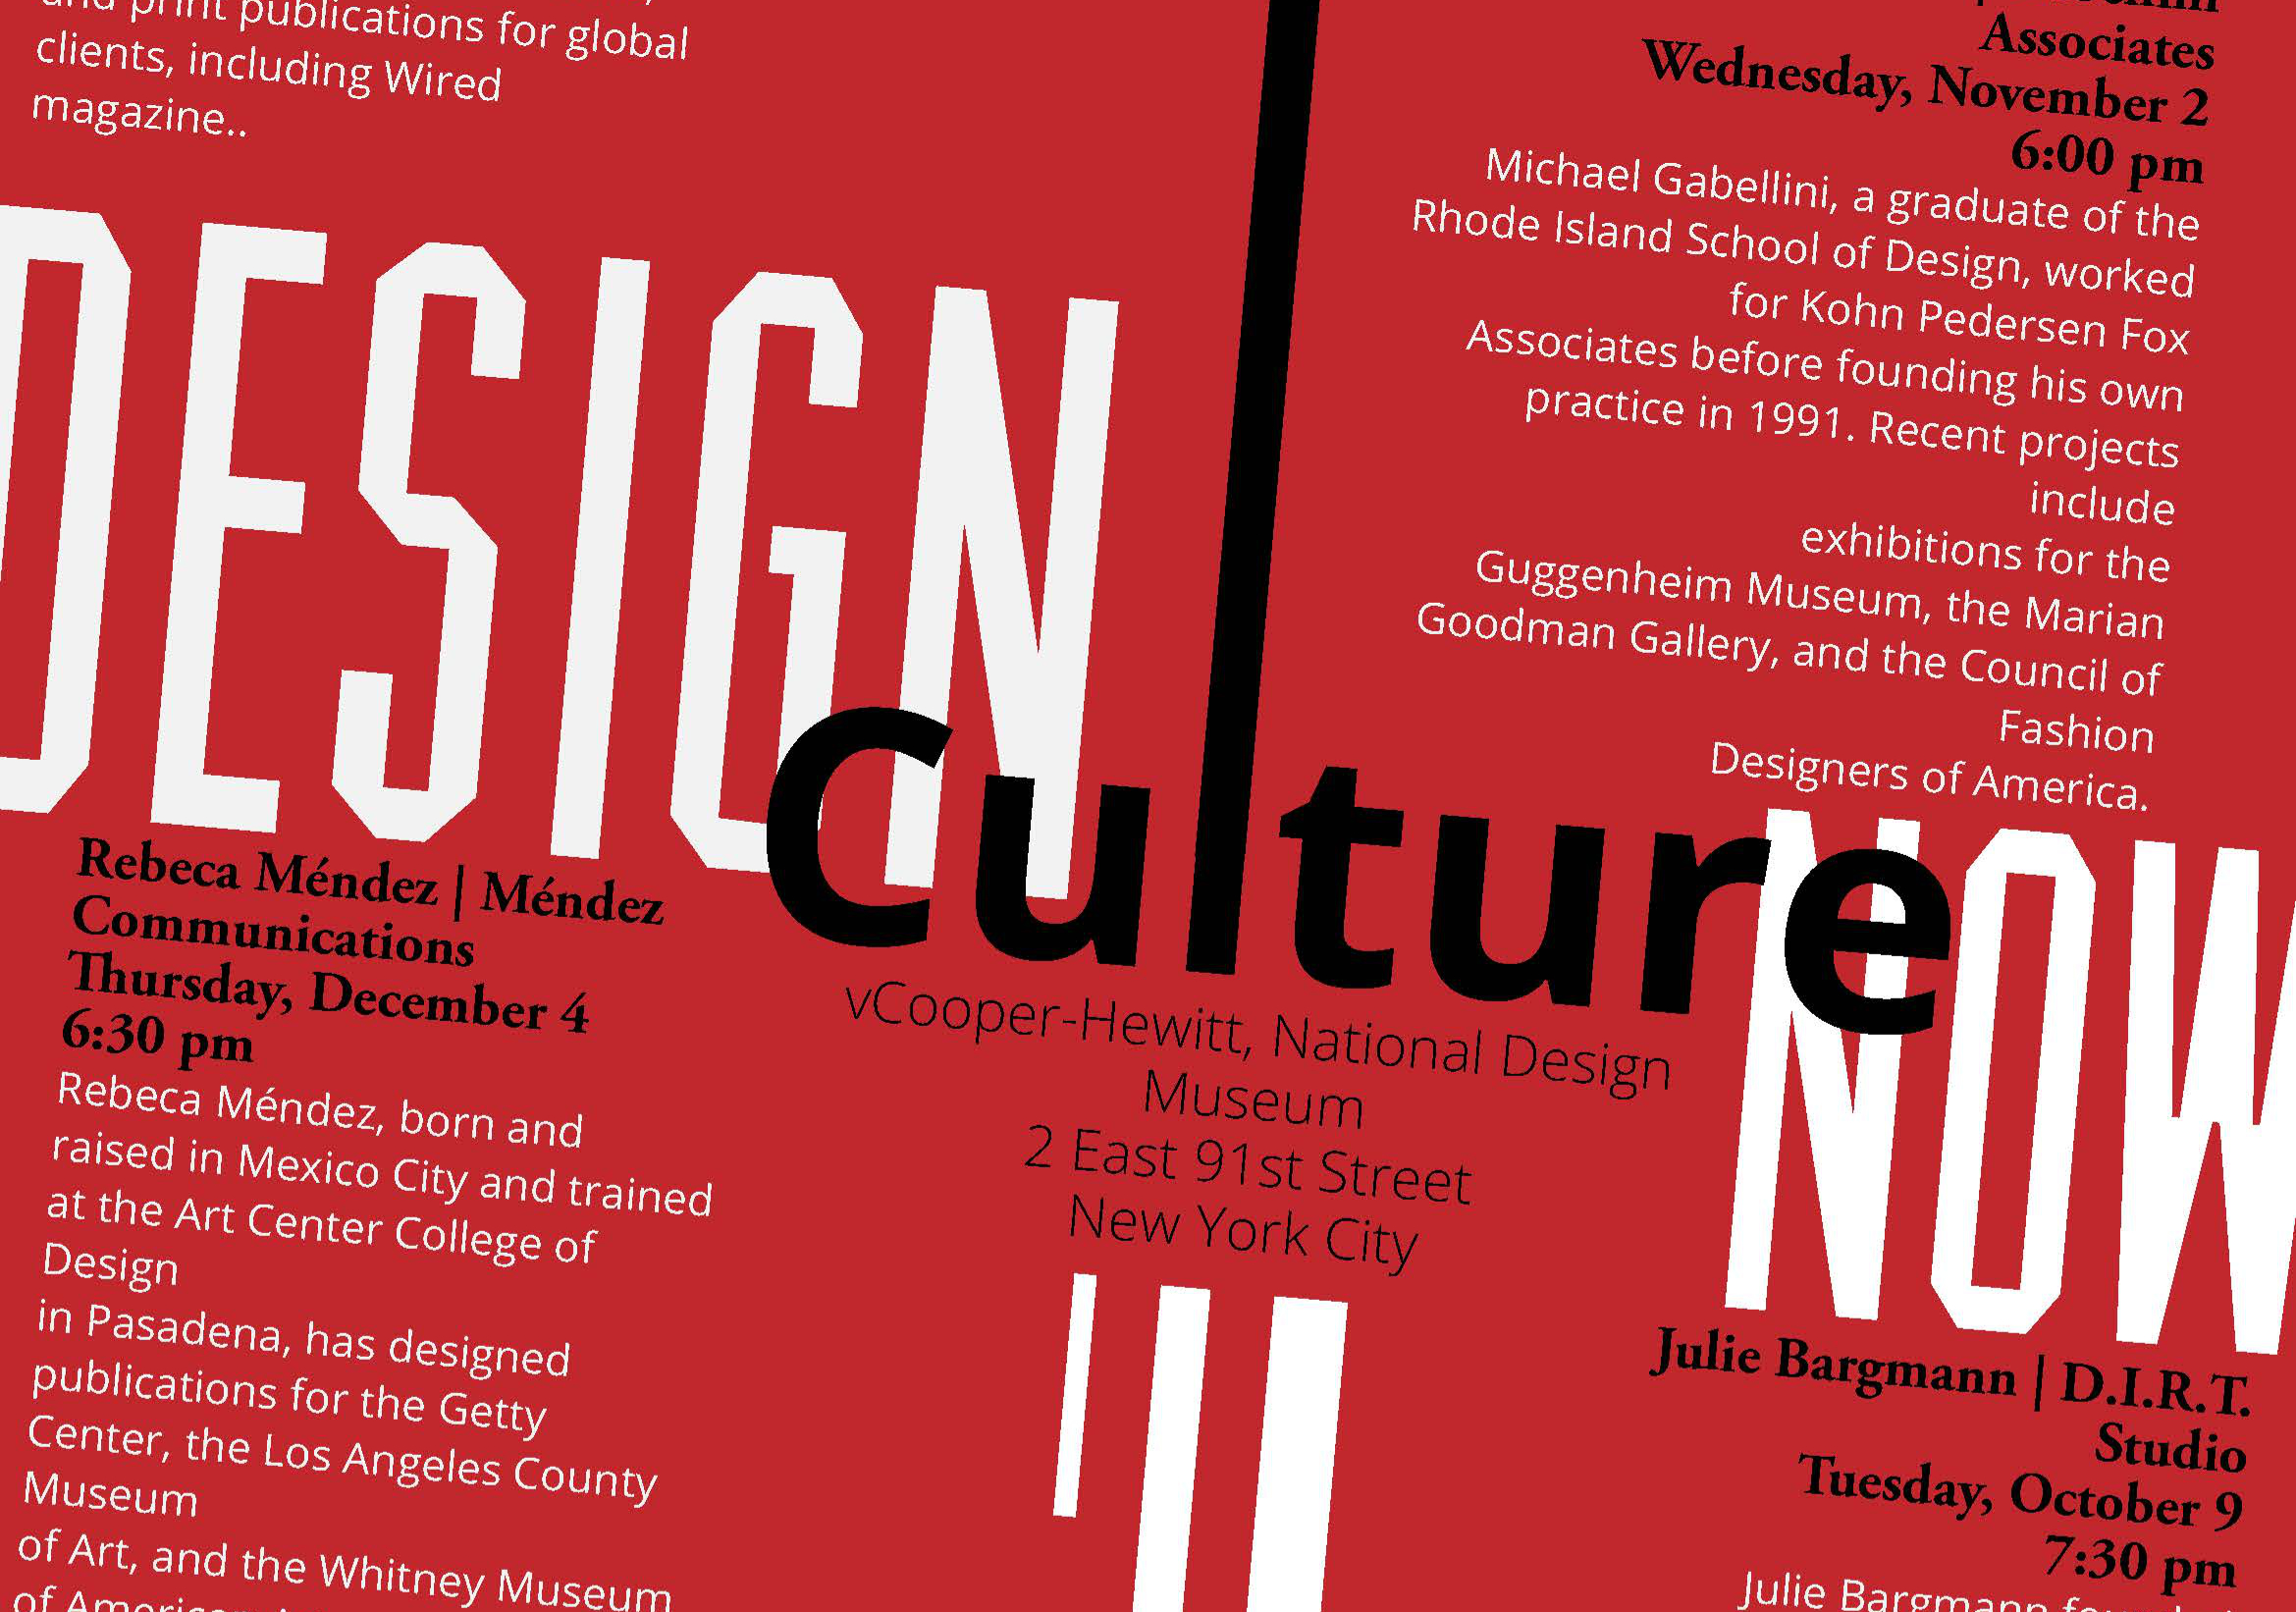 and print publications for global
clients, including Wired
magazine..
DESIGN
Rebeca Méndez | Méndez
Communications
Thursday, December 4
6:30 pm
Rebeca Méndez, born and
raised in Mexico City and trained
at the Art Center College of
Design
in Pasadena, has designed
publications for the Getty
Center, the Los Angeles County
Museum
of Art, and the Whitney Museum
of
Culture
vCooper-Hewitt, National Design
Museum
2 East 91st Street
New York City
Associates
Wednesday, November 2
6:00 pm
Michael Gabellini, a graduate of the
Rhode Island School of Design, worked
for Kohn Pedersen Fox
Associates before founding his own
practice in 1991. Recent projects
include
exhibitions for the
Guggenheim Museum, the Marian
Goodman Gallery, and the Council of
Fashion
Designers of America.
NOW
Julie Bargmann | D.I.R.T.
Studio
Tuesday, October 9
7:30 pm
Julie Bargmann